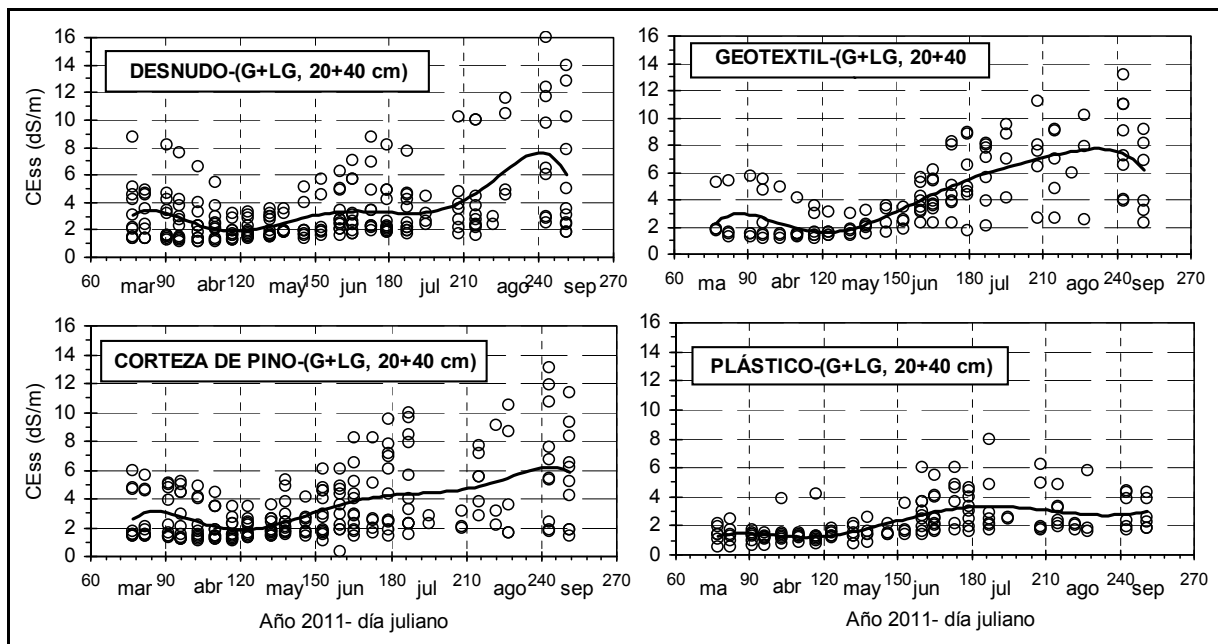 DESNUDO-(G+LG, 20+40 cm)
CEss (dS/m)
16
14
12
10
8
6
4
2
0
60 90 120 150 180 210 240 270
mar abr may jun jul ago sep
GEOTEXTIL-(G+LG, 20+40
16
14
12
10
8
6
4
2
0
60 90 120 150 180 210 240 270
ma abr may jun jul ago sep
CORTEZA DE PINO-(G+LG, 20+40 cm)
CEss (dS/m)
16
14
12
10
8
6
4
2
0
60 90 120 150 180 210 240 270
mar abr may jun jul ago sep
Año 2011- día juliano
PLÁSTICO-(G+LG, 20+40 cm)
16
14
12
10
8
6
4
2
0
60 90 120 150 180 210 240 270
ma abr may jun jul ago sep
Año 2011- día juliano